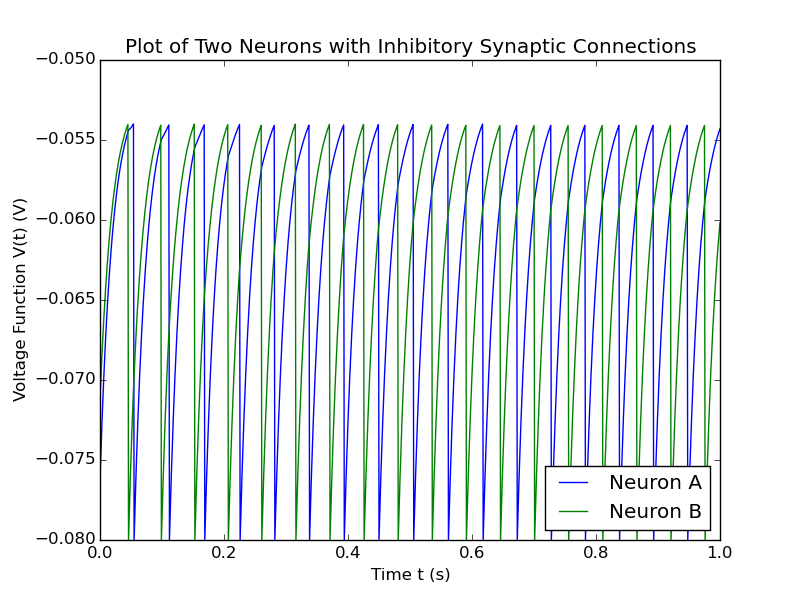 Plot of Two Neurons with Inhibitory Synaptic Connections
−0.050
−0.055
−0.060
−0.065
−0.070
−0.075
−0.080
Voltage Function V(t) (V)
Neuron A
Neuron B
0.0 0.2 0.4 0.6 0.8 1.0
Time t (s)